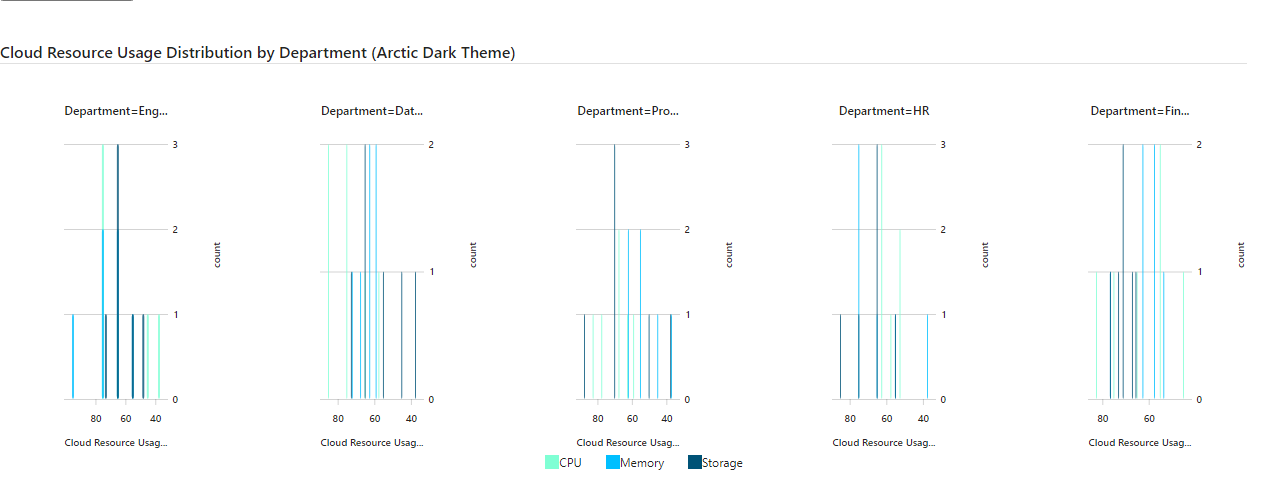 Cloud Resource Usage Distribution by Department (Arctic Dark Theme)
Department=Eng...
3
2
1
0
count
80 60 40
Cloud Resource Usag...
Department=Dat...
2
1
0
count
80 60 40
Cloud Resource Usag...
Department=Pro...
3
2
1
0
count
80 60 40
Cloud Resource Usag...
Department=HR
3
2
1
0
count
80 60 40
Cloud Resource Usag...
Department=Fin...
2
1
0
count
80 60
Cloud Resource Usag...
CPU Memory Storage